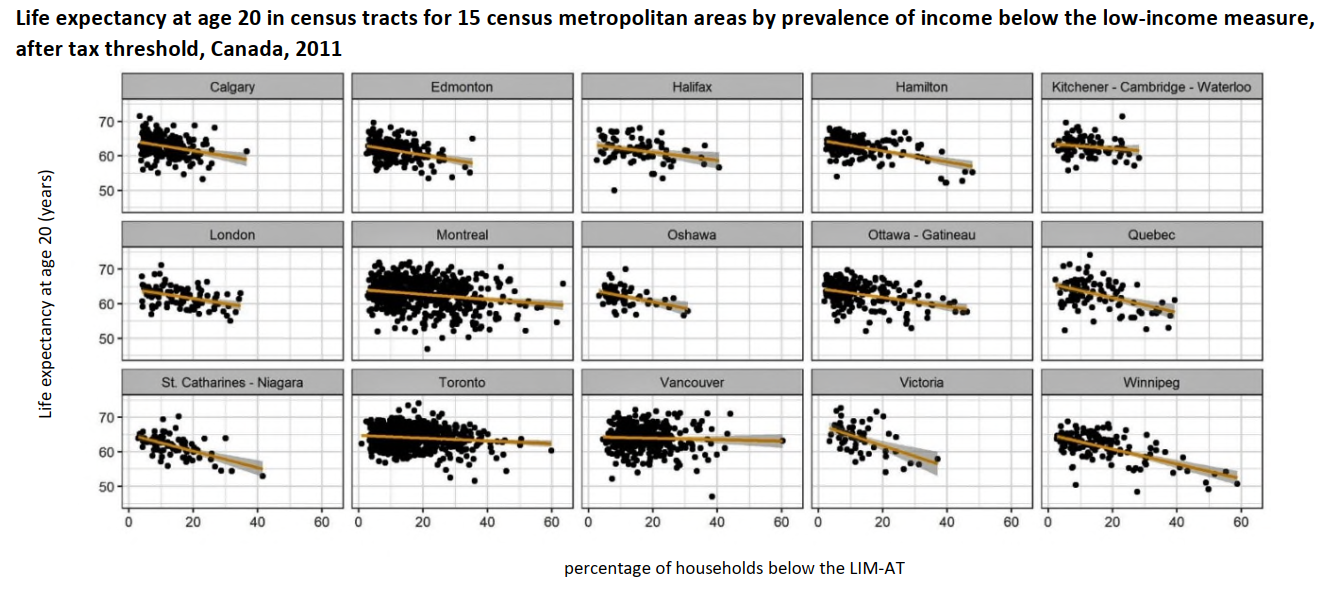 Life expectancy at age 20 in census tracts for 15 census metropolitan areas by prevalence of income below the low-income measure,
after tax threshold, Canada, 2011
Calgary Edmonton Halifax Hamilton Kitchener - Cambridge - Waterloo
70
60
50
London Montreal Oshawa Ottawa - Gatineau Quebec
70
60
50
St. Catharines - Niagara Toronto Vancouver Victoria Winnipeg
70
60
50
0 20 40 60 0 20 40 60 0 20 40 60 0 20 40 60 0 20 40 60
Life expectancy at age 20 (years)
percentage of households below the LIM-AT